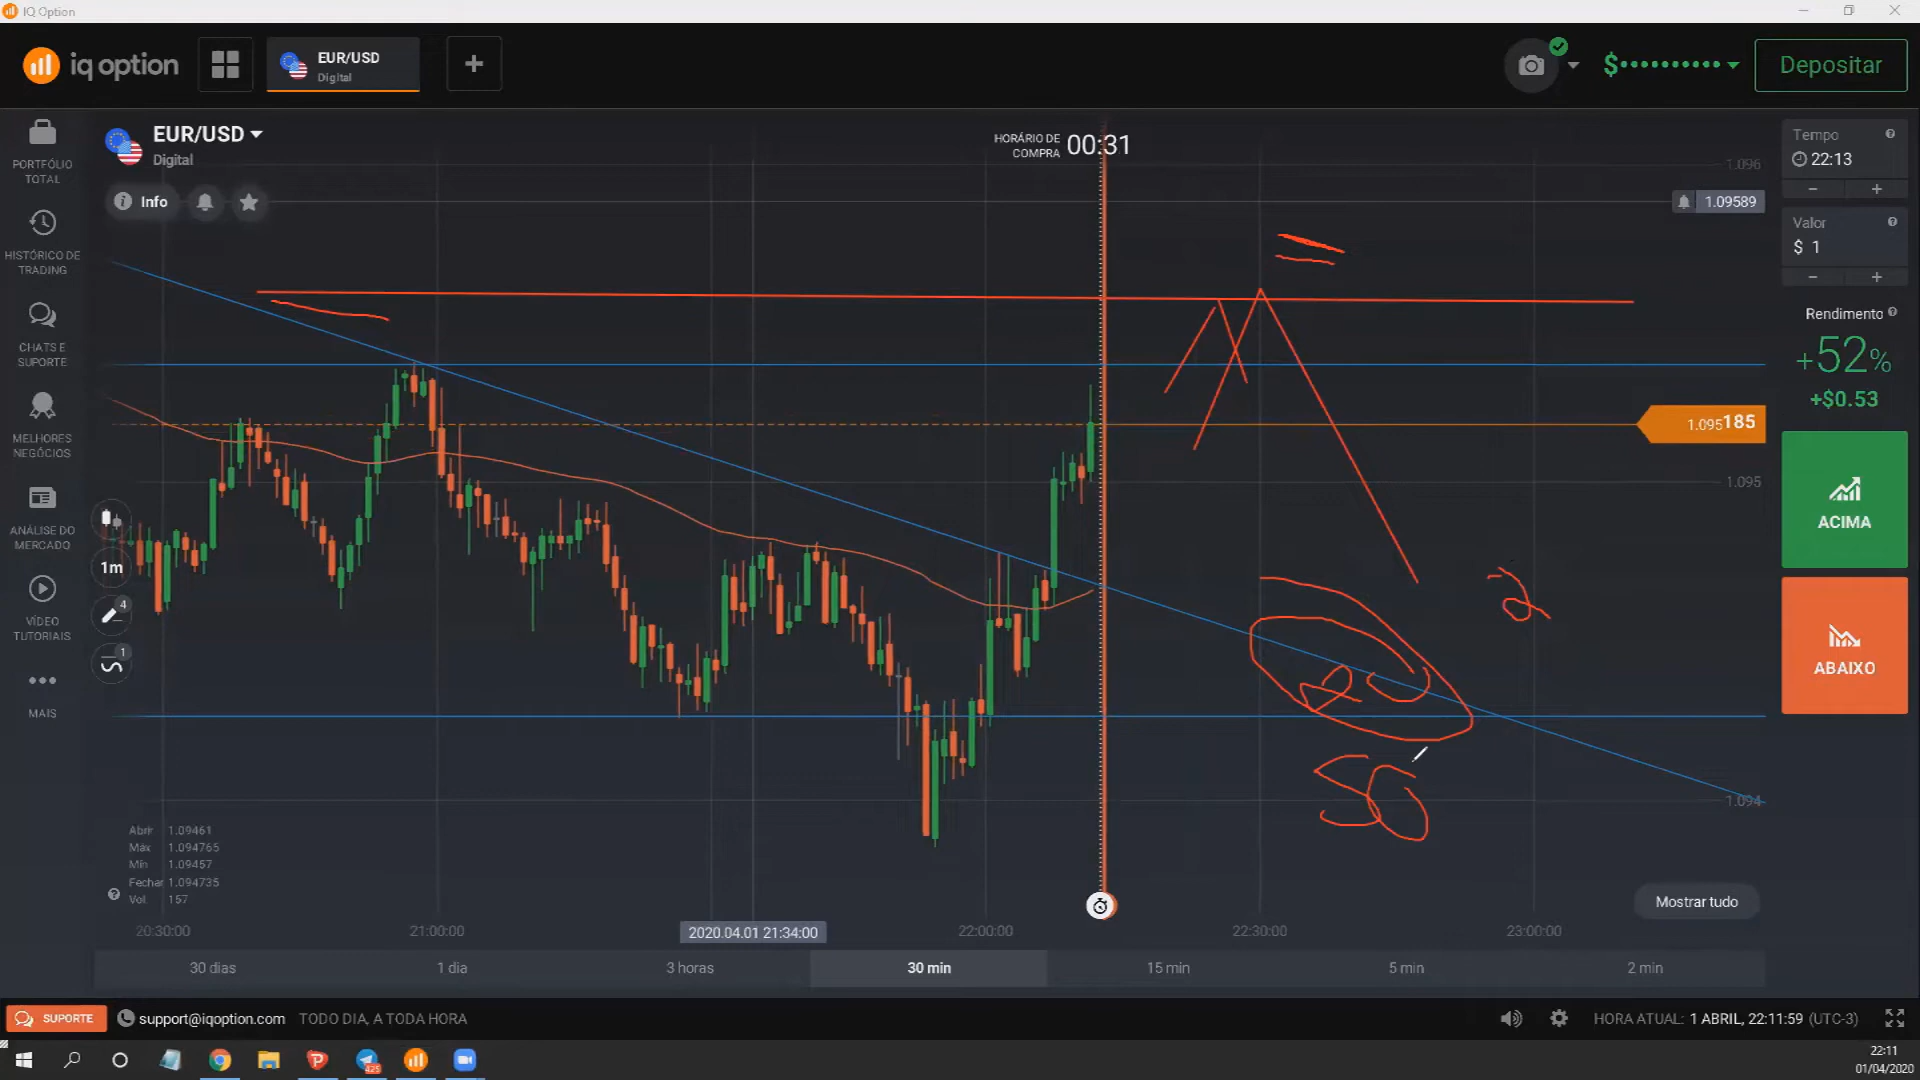 IQ Option
iq option
EUR/USD
Digital
+
$••••••••••
Depositar
PORTFÓLIO TOTAL
HISTÓRICO DE TRADING
CHATS E SUPORTE
MELHORES NEGÓCIOS
ANÁLISE DO MERCADO
VÍDEO TUTORIAIS
MAIS
EUR/USD
Digital
Info
HORÁRIO DE COMPRA 00:31
1.096
1.09589
1.095185
1.095
1.094
1m
4
1
2
20
50
Abrir 1.09461
Máx 1.094765
Mín 1.09457
Fechar 1.094735
Vol. 157
Mostrar tudo
20:30:00
21:00:00
2020.04.01 21:34:00
22:00:00
22:30:00
23:00:00
30 dias
1 dia
3 horas
30 min
15 min
5 min
2 min
Tempo
22:13
− +
Valor
$ 1
− +
Rendimento
+52%
+$0.53
ACIMA
ABAIXO
SUPORTE
support@iqoption.com
TODO DIA, A TODA HORA
HORA ATUAL: 1 ABRIL, 22:11:59 (UTC-3)
425
22:11
01/04/2020